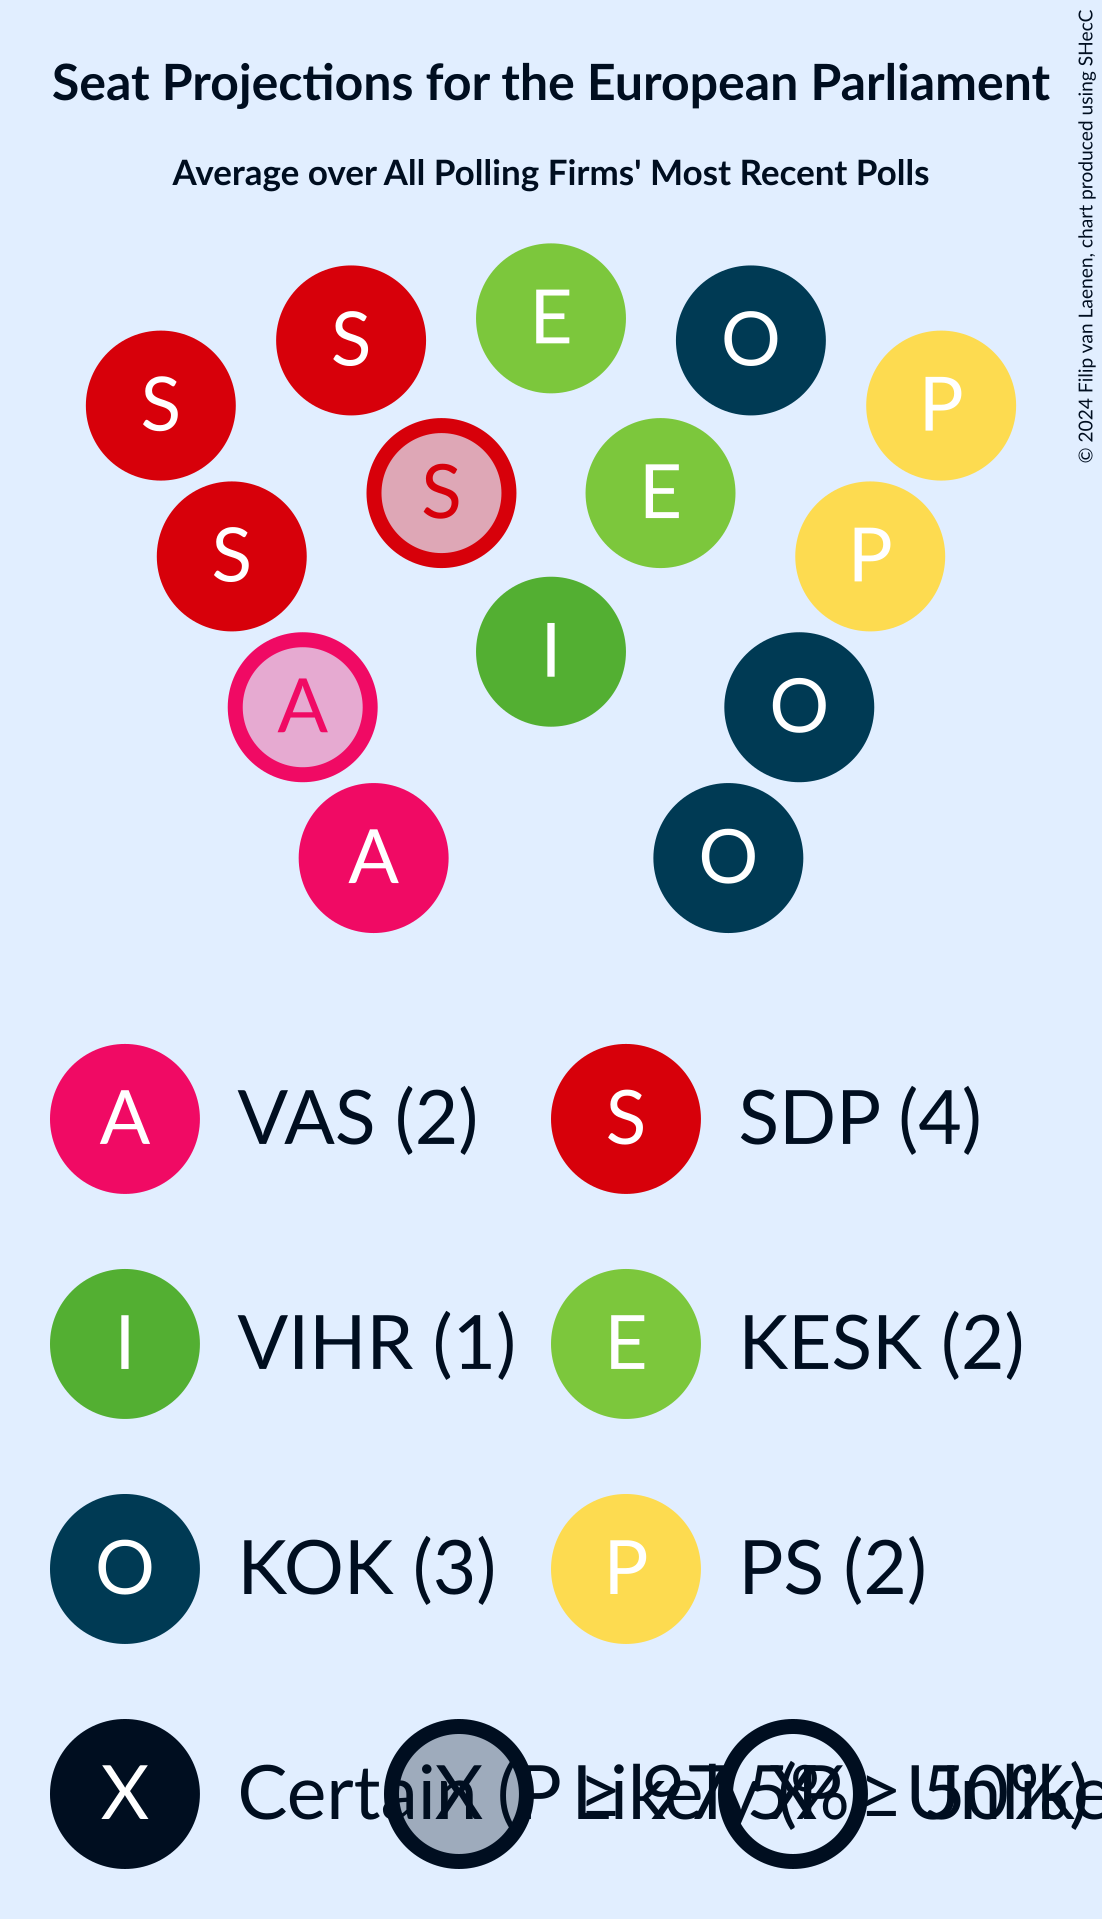 Seat Projections for the European Parliament
Average over All Polling Firms' Most Recent Polls
© 2024 Filip van Laenen, chart produced using SHecC
E
S
O
S
P
S
E
S
P
I
A
O
A
O
A VAS (2) S SDP (4)
I VIHR (1) E KESK (2)
O KOK (3) P PS (2)
X Certain (P ≥ 97.5%) X Likely (P ≥ 50%) X